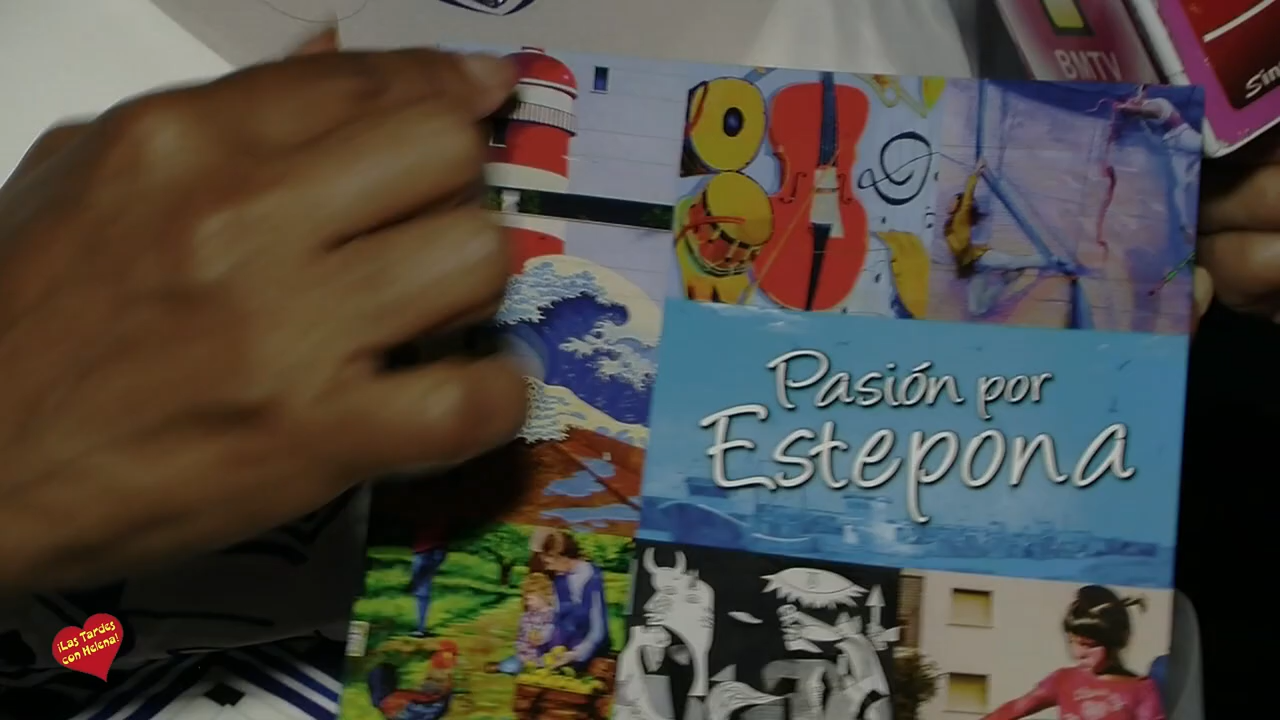 BMTV
Pasión por
Estepona
¡Las Tardes
con Helena!